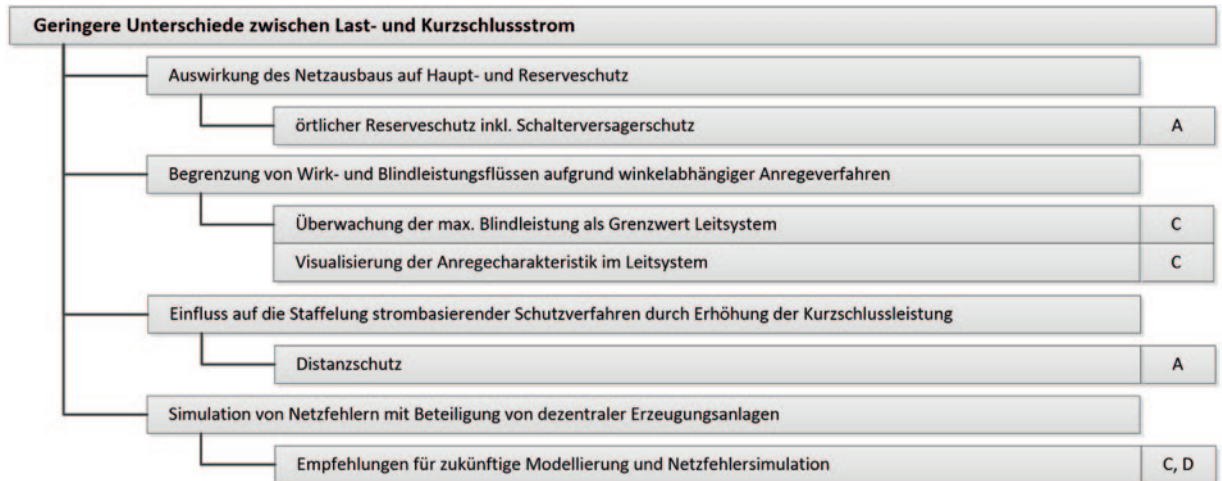 Geringere Unterschiede zwischen Last- und Kurzschlussstrom
Auswirkung des Netzausbaus auf Haupt- und Reserveschutz
örtlicher Reserveschutz inkl. Schalterversagerschutz A
Begrenzung von Wirk- und Blindleistungsflüssen aufgrund winkelabhängiger Anregeverfahren
Überwachung der max. Blindleistung als Grenzwert Leitsystem C
Visualisierung der Anregecharakteristik im Leitsystem C
Einfluss auf die Staffelung strombasierender Schutzverfahren durch Erhöhung der Kurzschlussleistung
Distanzschutz A
Simulation von Netzfehlern mit Beteiligung von dezentraler Erzeugungsanlagen
Empfehlungen für zukünftige Modellierung und Netzfehlersimulation C, D